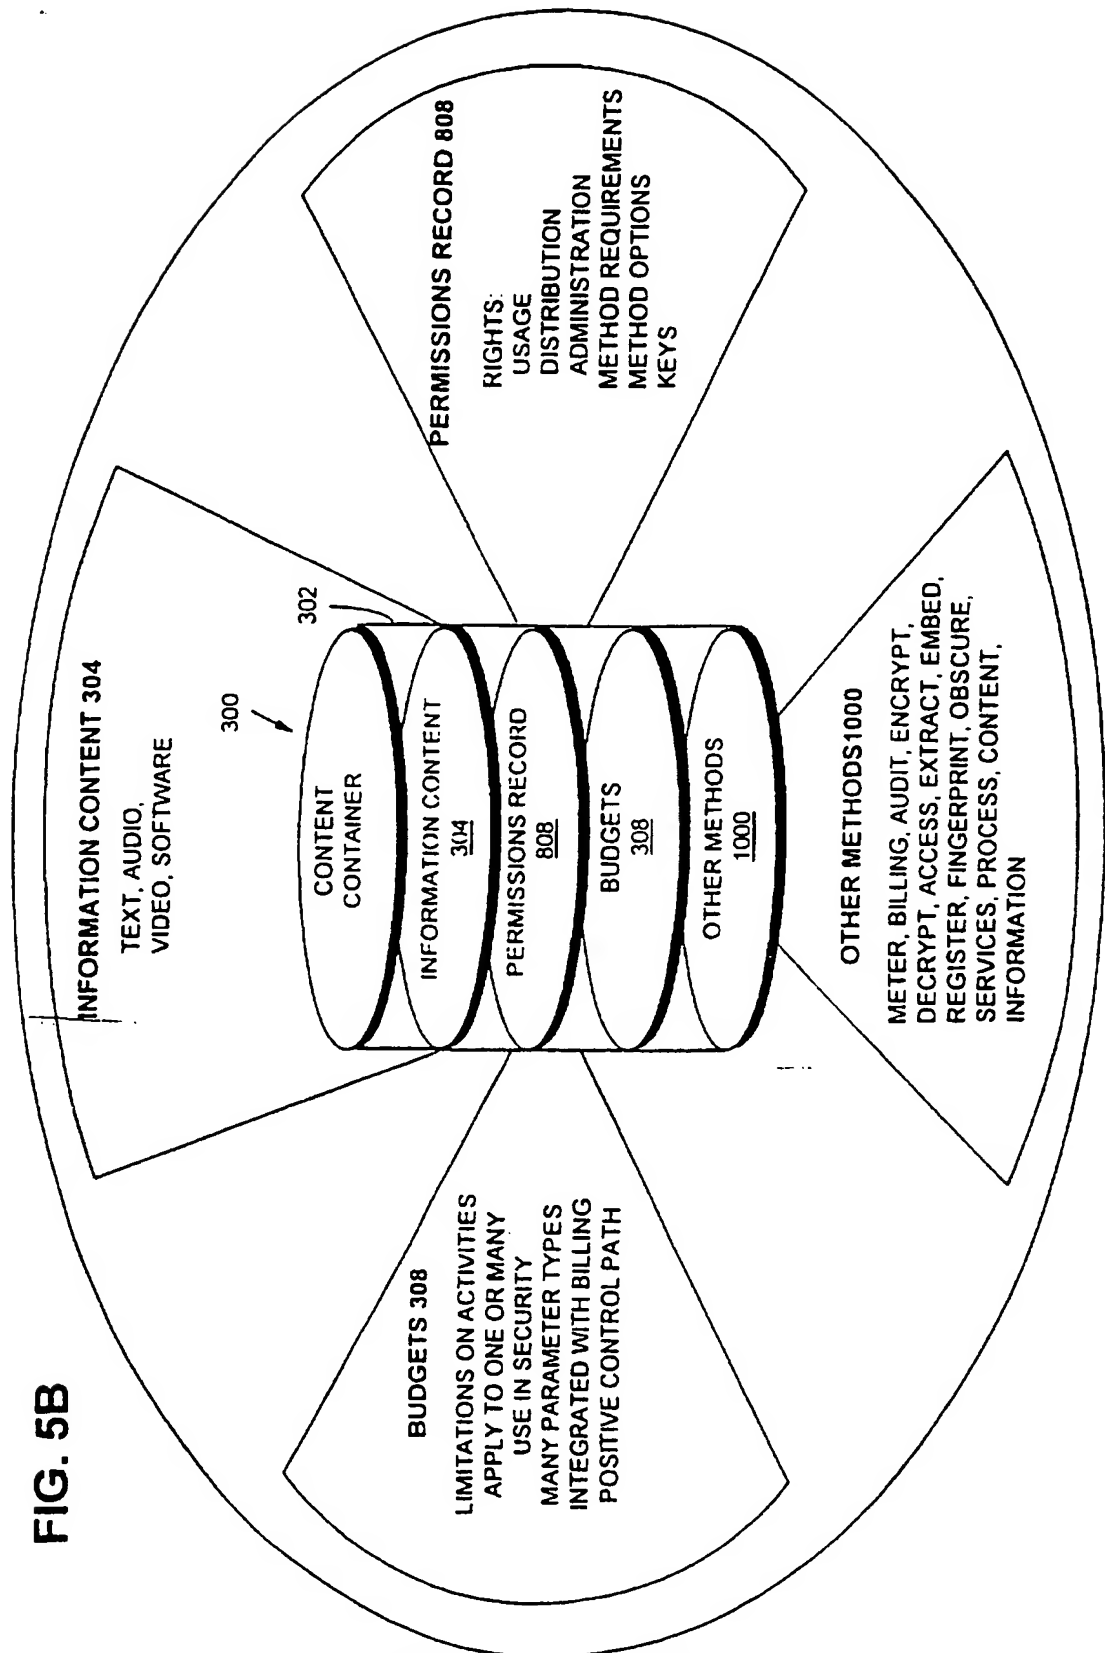 FIG. 5B
INFORMATION CONTENT 304
TEXT, AUDIO,
VIDEO, SOFTWARE
300
302
BUDGETS 308
LIMITATIONS ON ACTIVITIES
APPLY TO ONE OR MANY
USE IN SECURITY
MANY PARAMETER TYPES
INTEGRATED WITH BILLING
POSITIVE CONTROL PATH
CONTENT
CONTAINER
INFORMATION CONTENT
304
PERMISSIONS RECORD
808
BUDGETS
308
OTHER METHODS
1000
PERMISSIONS RECORD 808
RIGHTS:
USAGE
DISTRIBUTION
ADMINISTRATION
METHOD REQUIREMENTS
METHOD OPTIONS
KEYS
OTHER METHODS1000
METER, BILLING, AUDIT, ENCRYPT,
DECRYPT, ACCESS, EXTRACT, EMBED,
REGISTER, FINGERPRINT, OBSCURE,
SERVICES, PROCESS, CONTENT,
INFORMATION